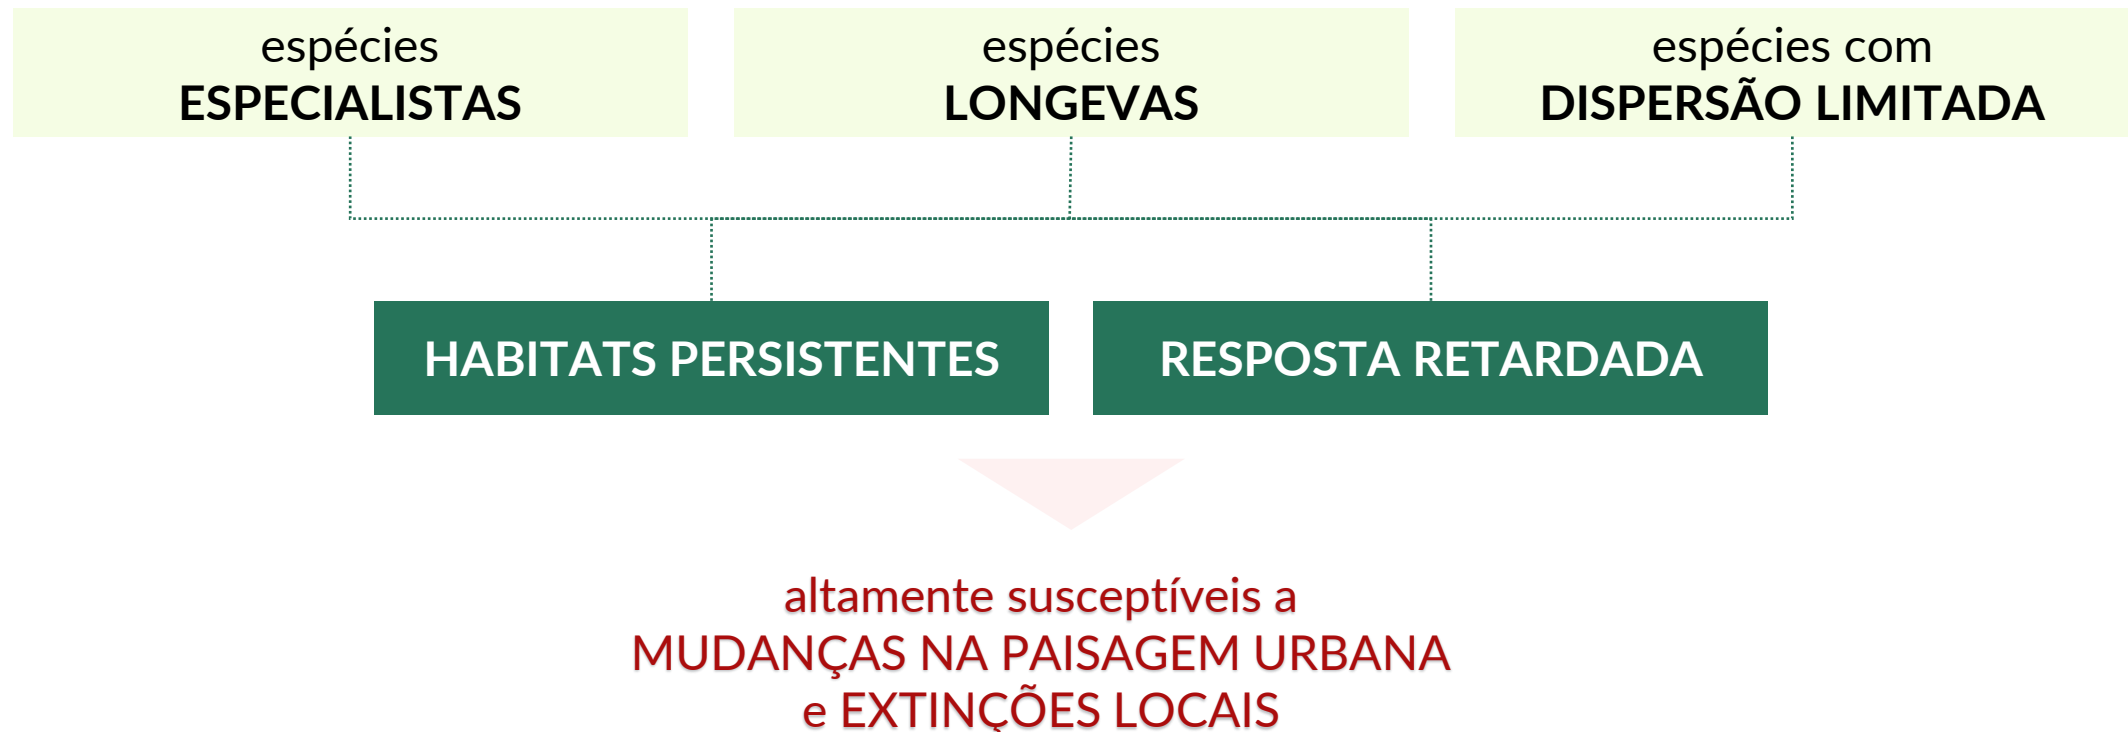 espécies
ESPECIALISTAS
espécies
LONGEVAS
espécies com
DISPERSÃO LIMITADA
HABITATS PERSISTENTES
RESPOSTA RETARDADA
altamente susceptíveis a
MUDANÇAS NA PAISAGEM URBANA
e EXTINÇÕES LOCAIS